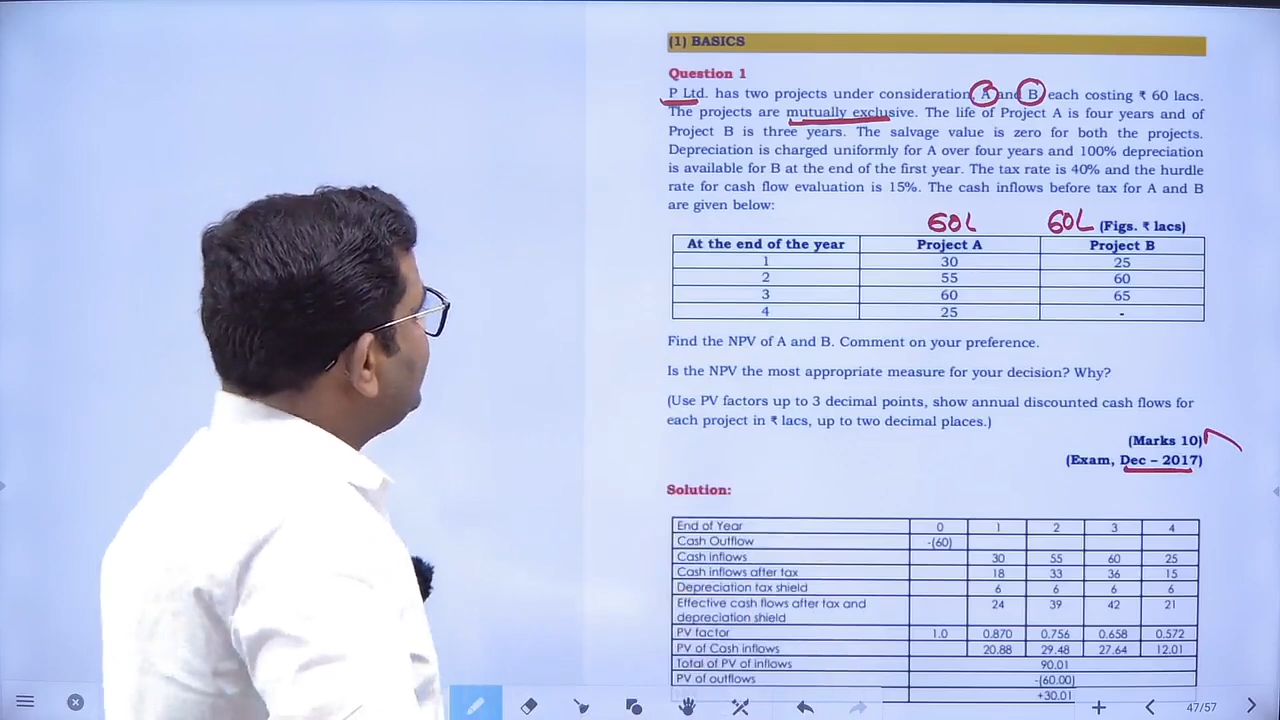 (1) BASICS
Question 1
P Ltd. has two projects under consideration, A and B, each costing ₹ 60 lacs.
The projects are mutually exclusive. The life of Project A is four years and of
Project B is three years. The salvage value is zero for both the projects.
Depreciation is charged uniformly for A over four years and 100% depreciation
is available for B at the end of the first year. The tax rate is 40% and the hurdle
rate for cash flow evaluation is 15%. The cash inflows before tax for A and B
are given below:
60L 60L (Figs. ₹ lacs)
At the end of the year Project A Project B
1 30 25
2 55 60
3 60 65
4 25 -
Find the NPV of A and B. Comment on your preference.
Is the NPV the most appropriate measure for your decision? Why?
(Use PV factors up to 3 decimal points, show annual discounted cash flows for
each project in ₹ lacs, up to two decimal places.)
(Marks 10)
(Exam, Dec – 2017)
Solution:
End of Year 0 1 2 3 4
Cash Outflow -(60)
Cash inflows 30 55 60 25
Cash inflows after tax 18 33 36 15
Depreciation tax shield 6 6 6 6
Effective cash flows after tax and 24 39 42 21
depreciation shield
PV factor 1.0 0.870 0.756 0.658 0.572
PV of Cash inflows 20.88 29.48 27.64 12.01
Total of PV of inflows 90.01
PV of outflows -(60.00)
+30.01
47/57